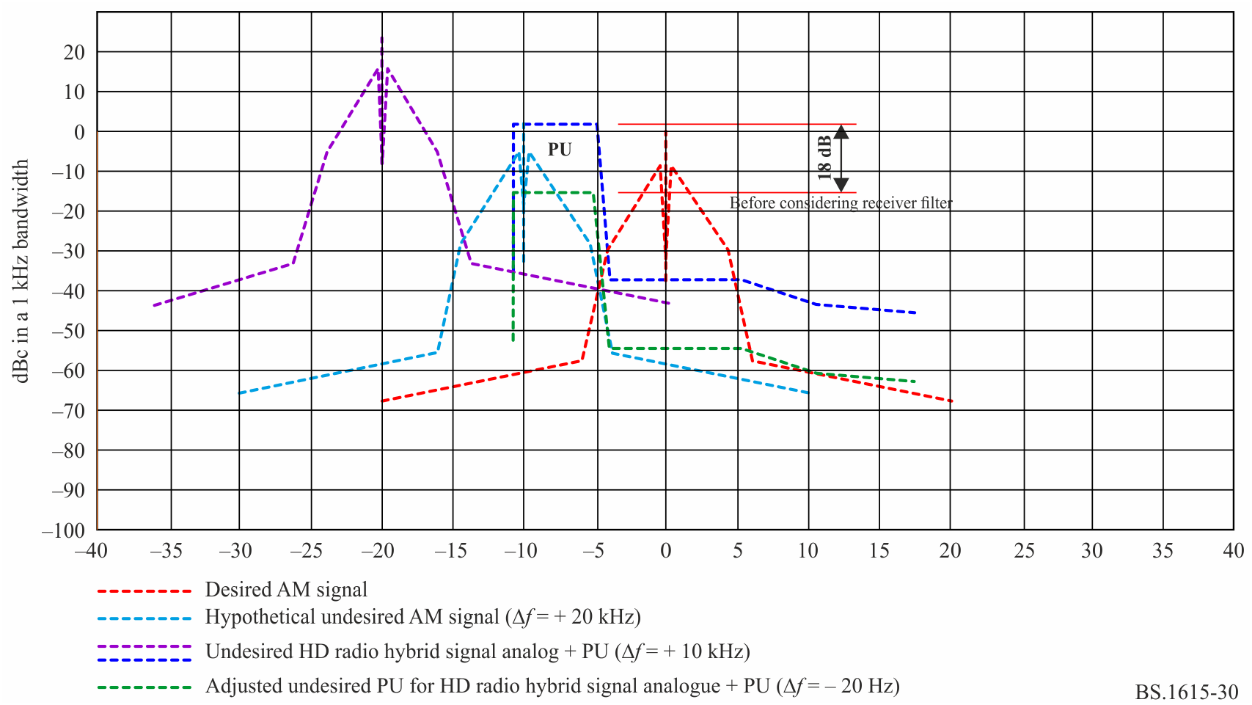 dBc in a 1 kHz bandwidth
20
10
0
–10
–20
–30
–40
–50
–60
–70
–80
–90
–100
PU
18 dB
Before considering receiver filter
–40 –35 –30 –25 –20 –15 –10 –5 0 5 10 15 20 25 30 35 40
Desired AM signal
Hypothetical undesired AM signal (Δf = + 20 kHz)
Undesired HD radio hybrid signal analog + PU (Δf = + 10 kHz)
Adjusted undesired PU for HD radio hybrid signal analogue + PU (Δf = – 20 Hz)
BS.1615-30